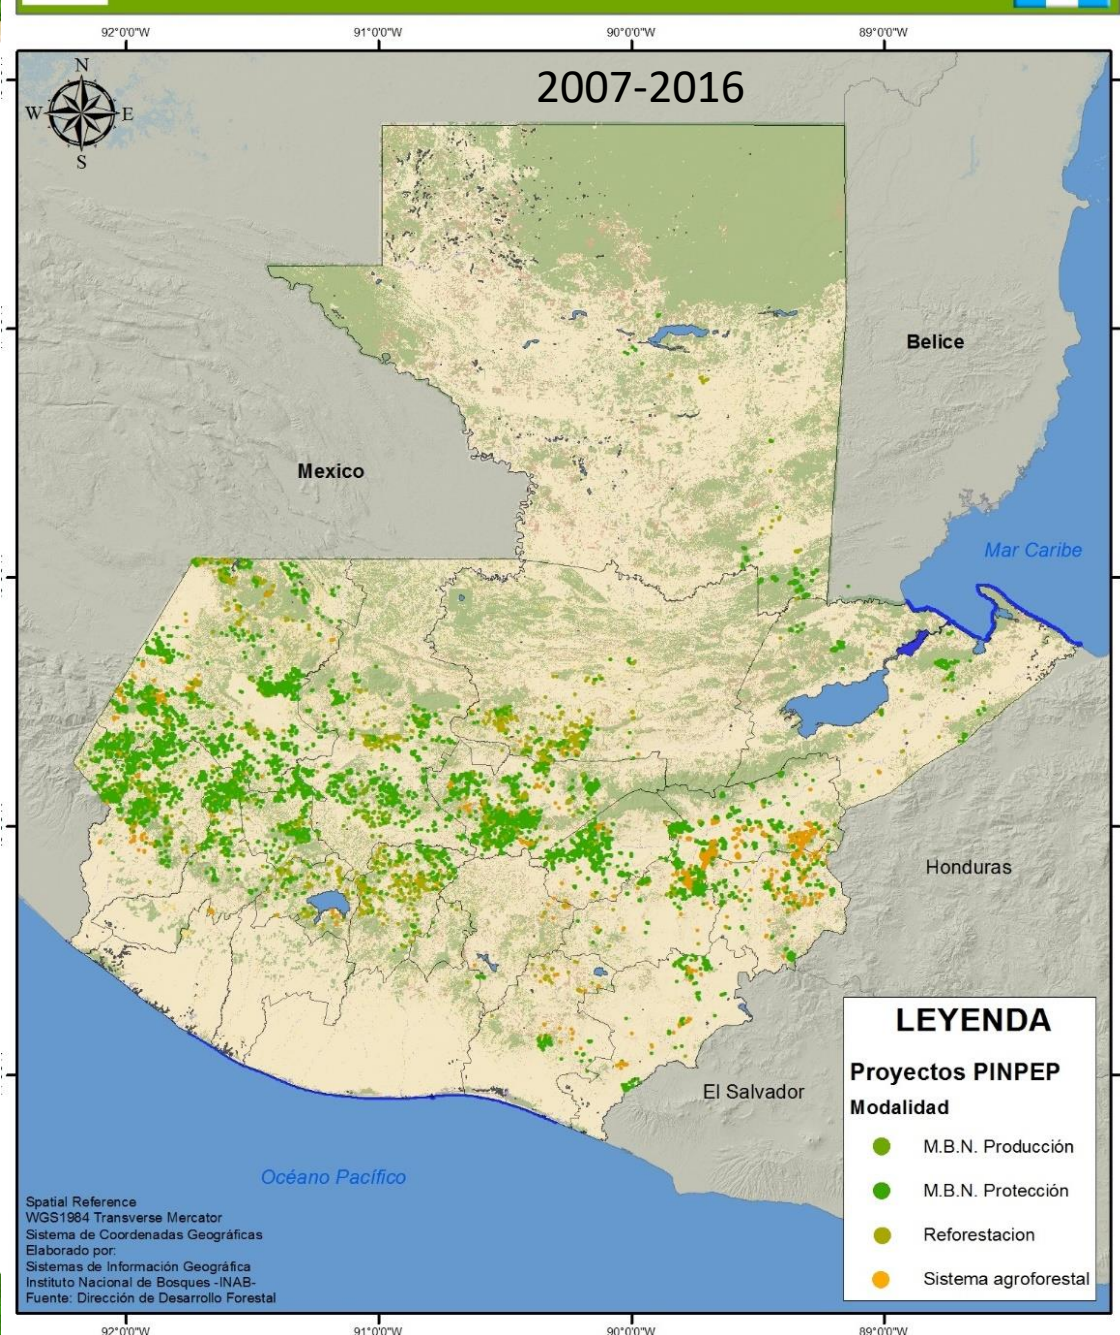 92°0'0"W 91°0'0"W 90°0'0"W 89°0'0"W
2007-2016
N
W E
S
Belice
Mexico
Mar Caribe
Honduras
LEYENDA
Proyectos PINPEP
Modalidad
M.B.N. Producción
M.B.N. Protección
Reforestacion
Sistema agroforestal
El Salvador
Océano Pacífico
Spatial Reference
WGS1984 Transverse Mercator
Sistema de Coordenadas Geográficas
Elaborado por:
Sistemas de Información Geográfica
Instituto Nacional de Bosques -INAB-
Fuente: Dirección de Desarrollo Forestal
92°0'0"W 91°0'0"W 90°0'0"W 89°0'0"W